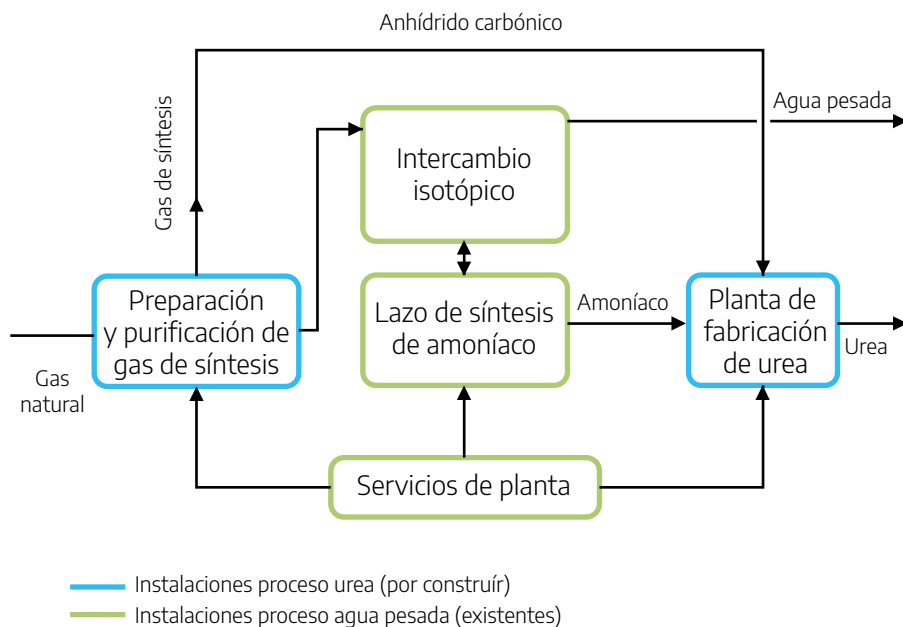 Anhídrido carbónico
Agua pesada
Gas de síntesis
Intercambio
isotópico
Preparación
y purificación de
gas de síntesis
Lazo de síntesis
de amoníaco
Amoníaco
Planta de
fabricación
de urea
Urea
Gas
natural
Servicios de planta
Instalaciones proceso urea (por construír)
Instalaciones proceso agua pesada (existentes)